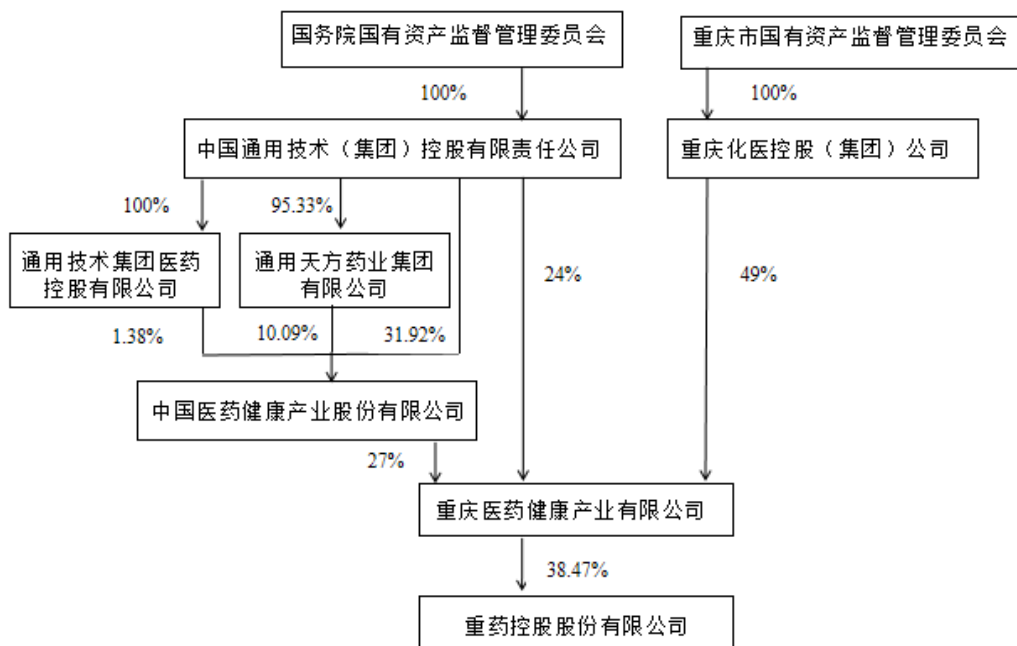 国务院国有资产监督管理委员会
重庆市国有资产监督管理委员会
100%
100%
中国通用技术（集团）控股有限责任公司
重庆化医控股（集团）公司
100%
95.33%
通用技术集团医药
控股有限公司
通用天方药业集团
有限公司
24%
49%
1.38%
10.09%
31.92%
中国医药健康产业股份有限公司
27%
重庆医药健康产业有限公司
38.47%
重药控股股份有限公司